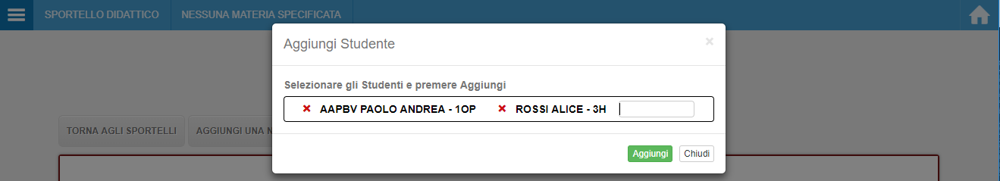 SPORTELLO DIDATTICO NESSUNA MATERIA SPECIFICATA
Aggiungi Studente
Selezionare gli Studenti e premere Aggiungi
AAPBV PAOLO ANDREA - 1OP ROSSI ALICE - 3H
TORNA AGLI SPORTELLI AGGIUNGI UNA
Aggiungi Chiudi